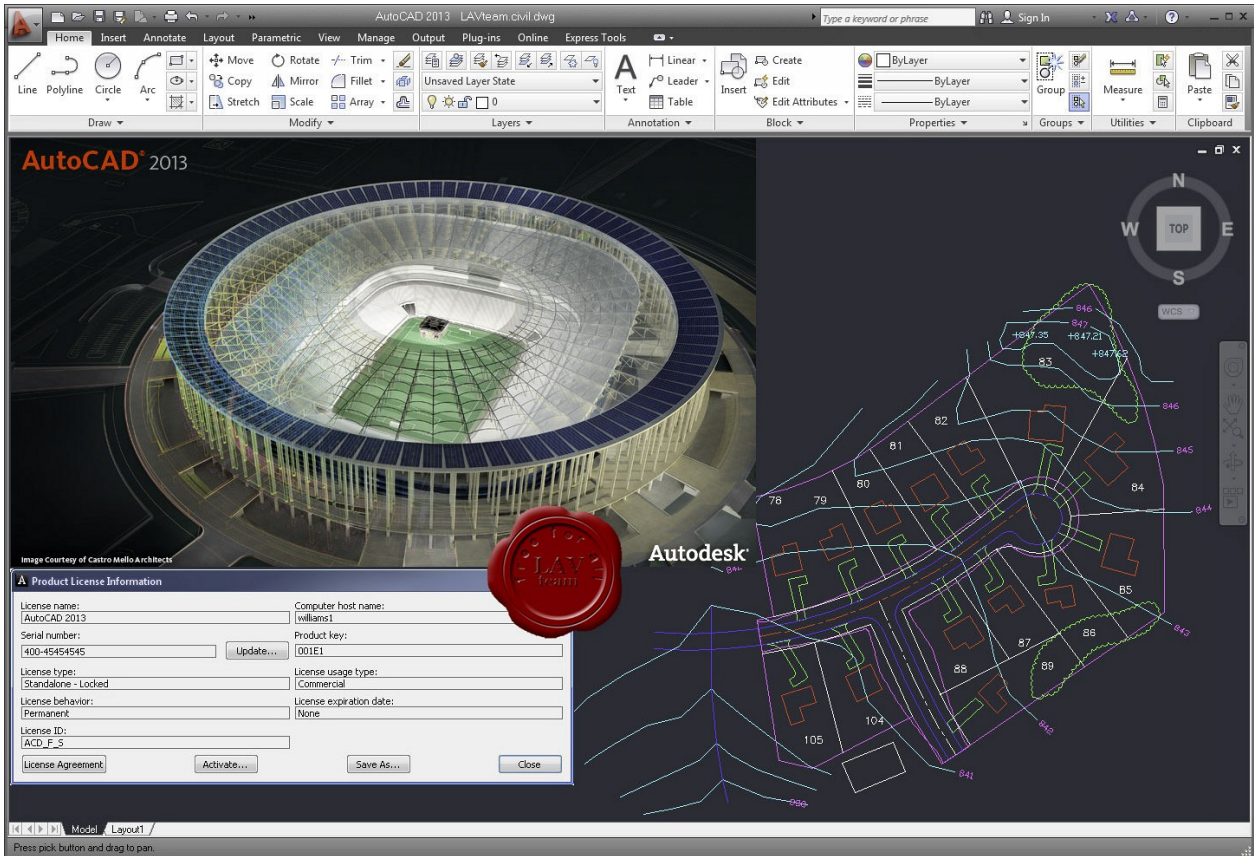 AutoCAD 2013 LAVteam.civil.dwg
Type a keyword or phrase
Sign In
Home Insert Annotate Layout Parametric View Manage Output Plug-ins Online Express Tools
Line Polyline Circle Arc
Move Rotate Trim
Copy Mirror Fillet
Stretch Scale Array
Unsaved Layer State
0
Text
Linear
Leader
Table
Insert
Create
Edit
Edit Attributes
ByLayer
ByLayer
ByLayer
Group
Measure
Paste
Draw Modify Layers Annotation Block Properties Groups Utilities Clipboard
AutoCAD® 2013
N
W TOP E
S
WCS
846
847
+847.35 +847.21
+847.62
83
846
82
845
81
80
84
78 79
844
Image Courtesy of Castro Mello Architects
Autodesk®
free for all
LAV
team
85
86
843
87
88
89
842
104
105
841
Product License Information
License name:
AutoCAD 2013
Computer host name:
williams1
Serial number:
400-45454545
Update...
Product key:
001E1
License type:
Standalone - Locked
License usage type:
Commercial
License behavior:
Permanent
License expiration date:
None
License ID:
ACD_F_S
License Agreement Activate... Save As... Close
Model Layout1
Press pick button and drag to pan.